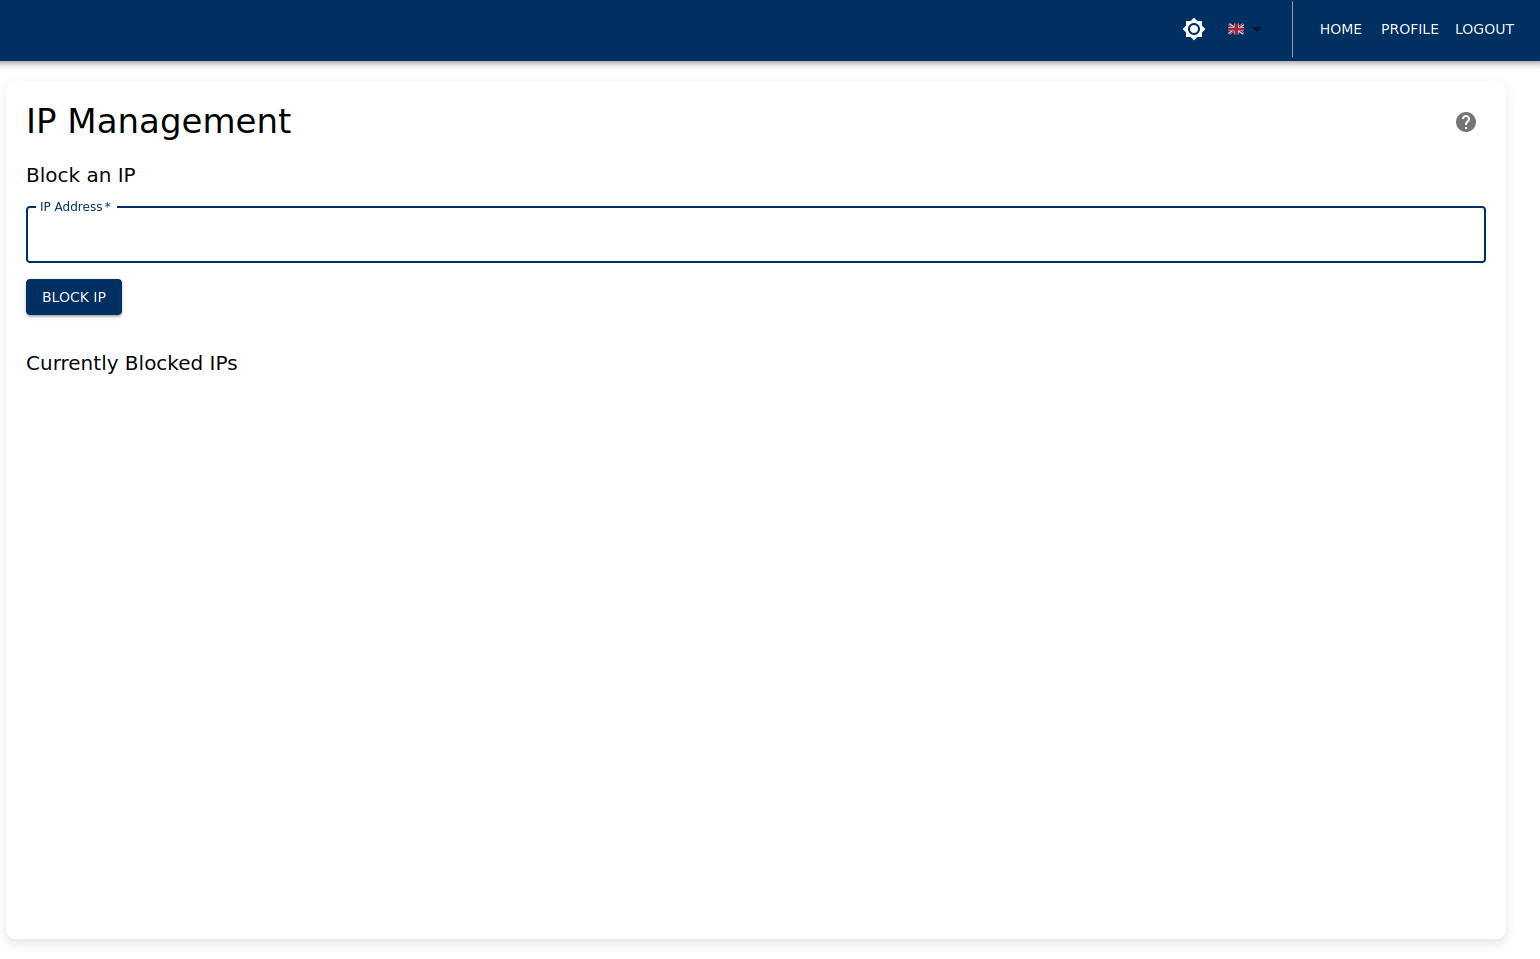 HOME PROFILE LOGOUT
IP Management
Block an IP
IP Address *
BLOCK IP
Currently Blocked IPs